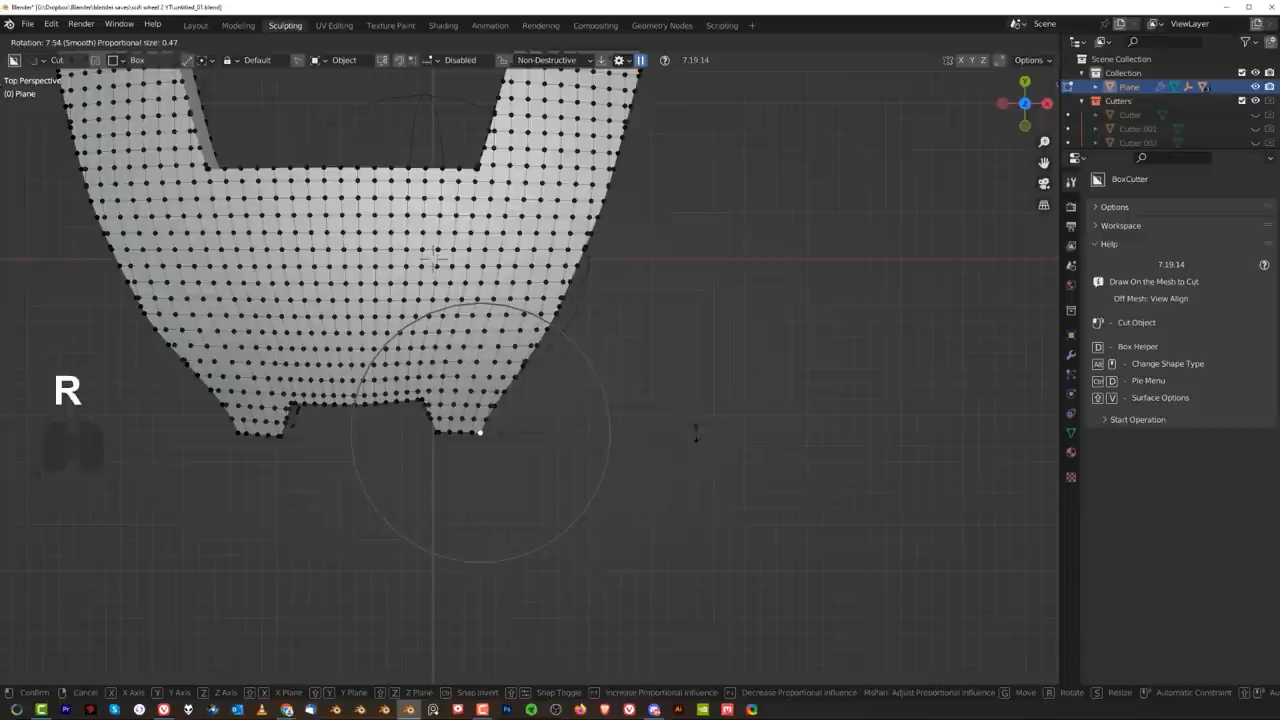 Blender* [G:\Dropbox\Blender\blender saves\scifi wheel 2 YT\untitled_01.blend]
File Edit Render Window Help Layout Modeling Sculpting UV Editing Texture Paint Shading Animation Rendering Compositing Geometry Nodes Scripting + Scene ViewLayer
Rotation: 7.54 (Smooth) Proportional size: 0.47
Cut Box Default Object Disabled Non-Destructive 7.19.14 X Y Z Options
Top Perspective
(0) Plane
Scene Collection
Collection
Plane
Cutters
Cutter
Cutter.001
Cutter.002
Y
Z
X
BoxCutter
Options
Workspace
Help
7.19.14
Draw On the Mesh to Cut
Off Mesh: View Align
- Cut Object
D - Box Helper
Alt - Change Shape Type
Ctrl D - Pie Menu
V - Surface Options
Start Operation
R
Confirm Cancel X X Axis Y Y Axis Z Z Axis X X Plane Y Y Plane Z Z Plane Snap Invert Snap Toggle Increase Proportional Influence Decrease Proportional Influence MsPan Adjust Proportional Influence G Move R Rotate S Resize Automatic Constraint